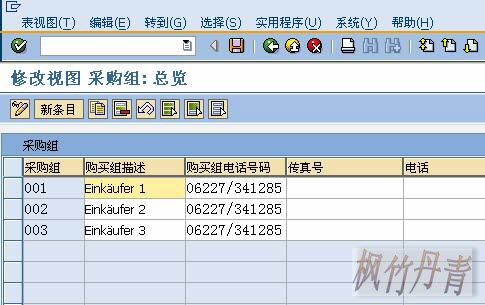 表视图(T) 编辑(E) 转到(G) 选择(S) 实用程序(U) 系统(Y) 帮助(H)
修改视图 采购组: 总览
新条目
采购组
采购组 购买组描述 购买组电话号码 传真号 电话
001 Einkäufer 1 06227/341285
002 Einkäufer 2 06227/341285
003 Einkäufer 3 06227/341285
枫竹丹青